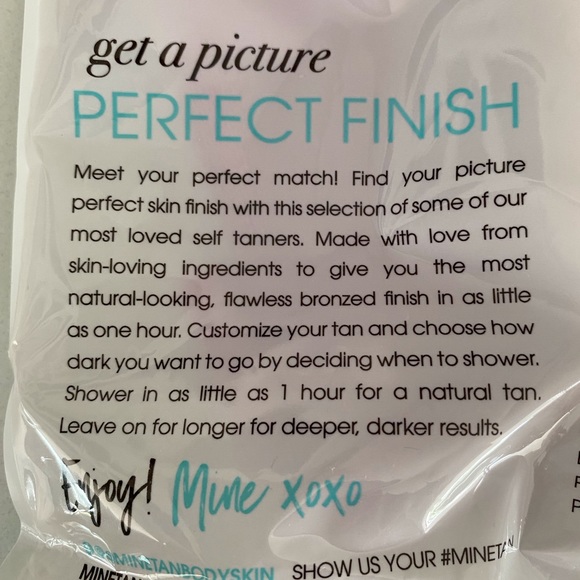 get a picture
PERFECT FINISH
Meet your perfect match! Find your picture
perfect skin finish with this selection of some of our
most loved self tanners. Made with love from
skin-loving ingredients to give you the most
natural-looking, flawless bronzed finish in as little
as one hour. Customize your tan and choose how
dark you want to go by deciding when to shower.
Shower in as little as 1 hour for a natural tan.
Leave on for longer for deeper, darker results.
Enjoy! Mine xoxo
SHOW US YOUR #MINETAN